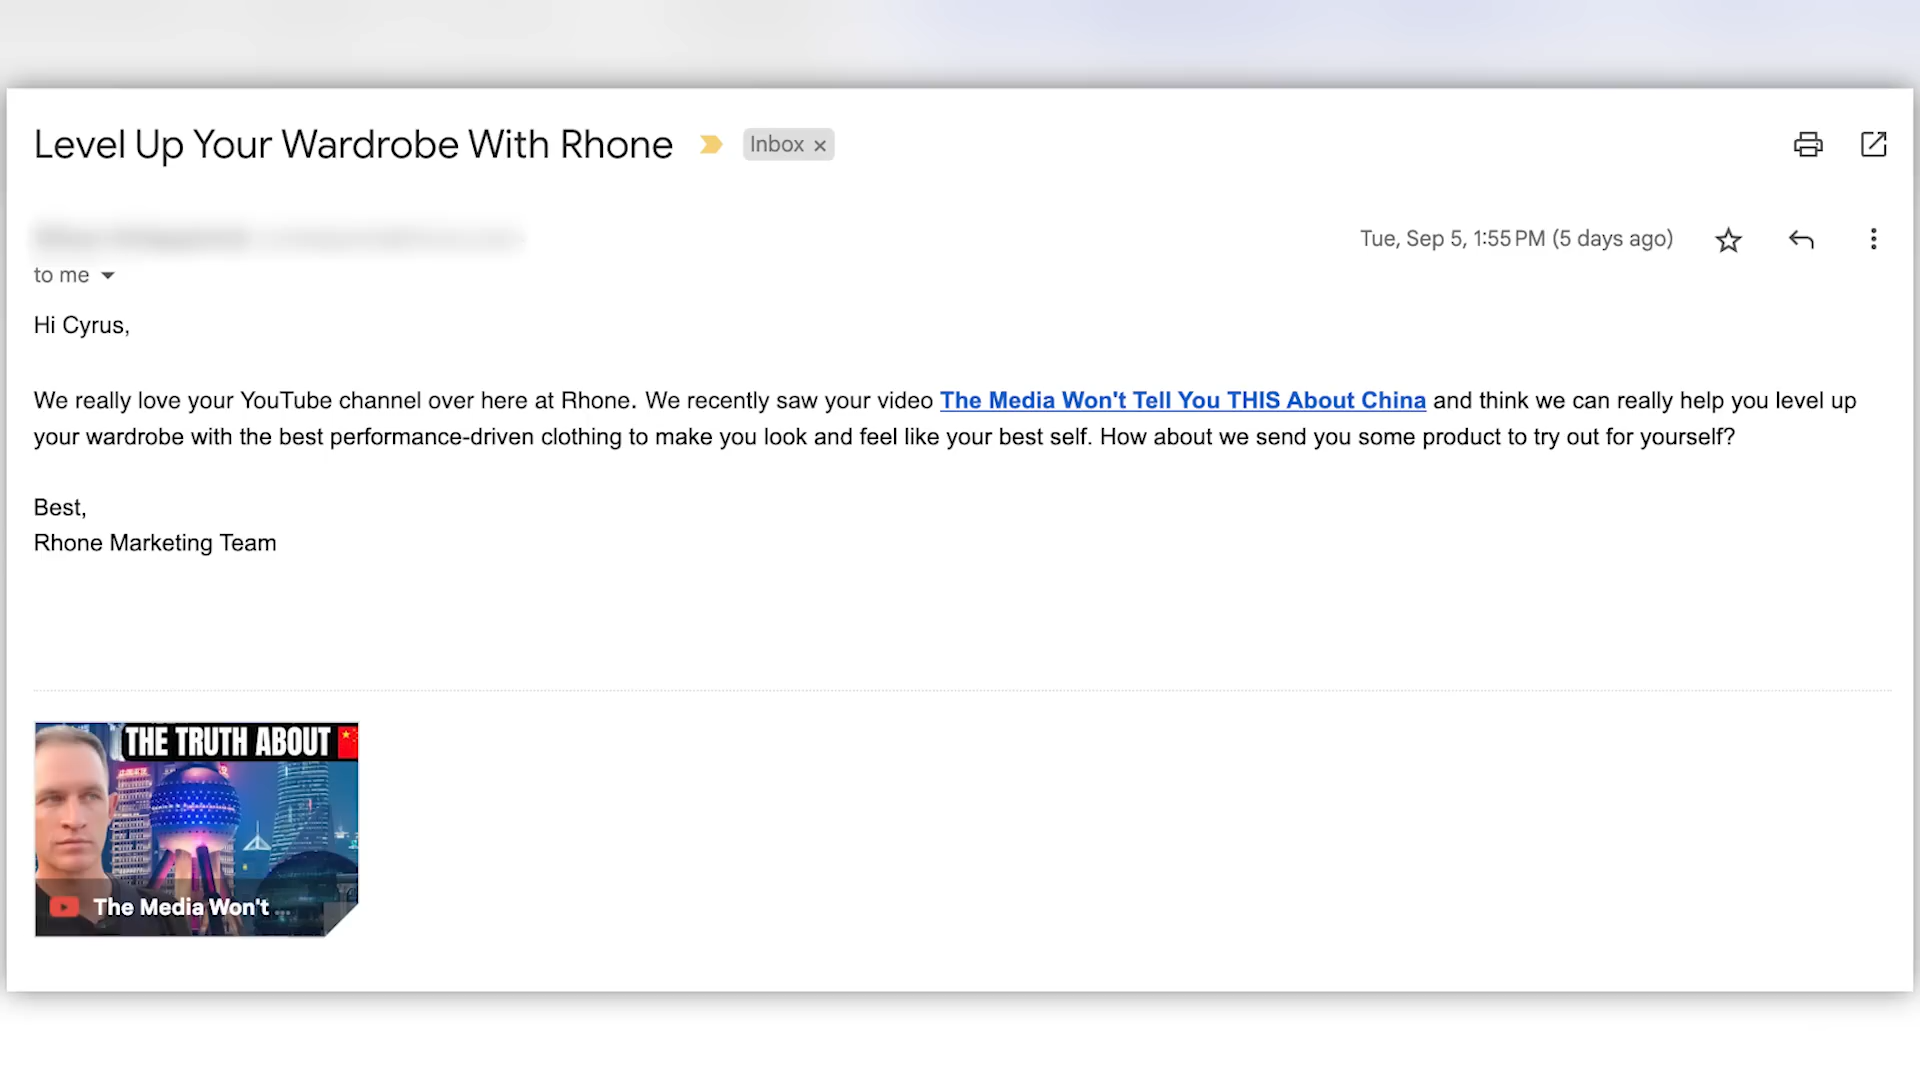 Level Up Your Wardrobe With Rhone Inbox ×
Tue, Sep 5, 1:55 PM (5 days ago)
to me
Hi Cyrus,
We really love your YouTube channel over here at Rhone. We recently saw your video The Media Won't Tell You THIS About China and think we can really help you level up
your wardrobe with the best performance-driven clothing to make you look and feel like your best self. How about we send you some product to try out for yourself?
Best,
Rhone Marketing Team
THE TRUTH ABOUT
The Media Won't ...